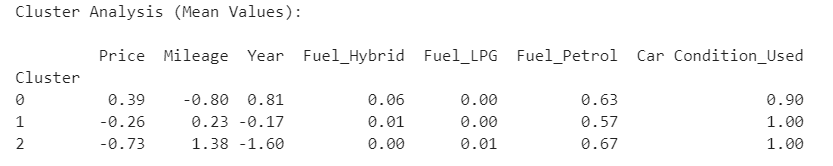 Cluster Analysis (Mean Values):
Price Mileage Year Fuel_Hybrid Fuel_LPG Fuel_Petrol Car Condition_Used
Cluster
0 0.39 -0.80 0.81 0.06 0.00 0.63 0.90
1 -0.26 0.23 -0.17 0.01 0.00 0.57 1.00
2 -0.73 1.38 -1.60 0.00 0.01 0.67 1.00